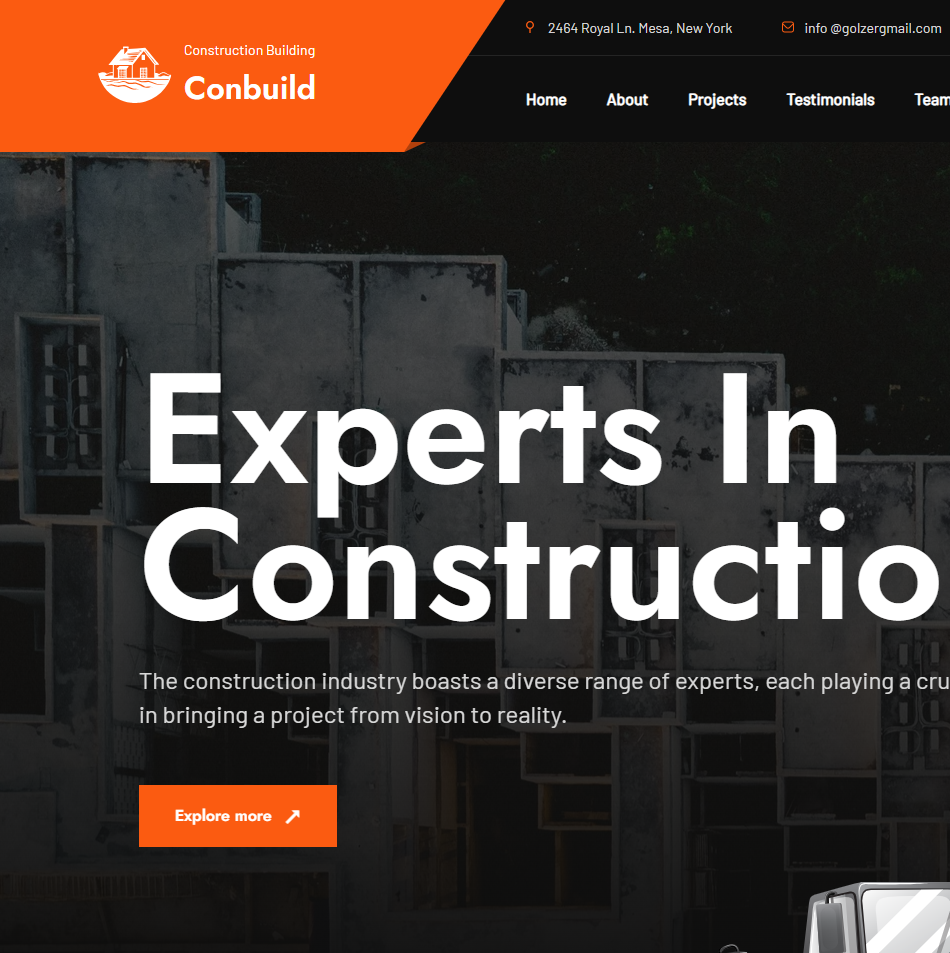 Construction Building
Conbuild
2464 Royal Ln. Mesa, New York
info @golzergmail.com
Home
About
Projects
Testimonials
Team
Experts In
Constructio
The construction industry boasts a diverse range of experts, each playing a cru
in bringing a project from vision to reality.
Explore more